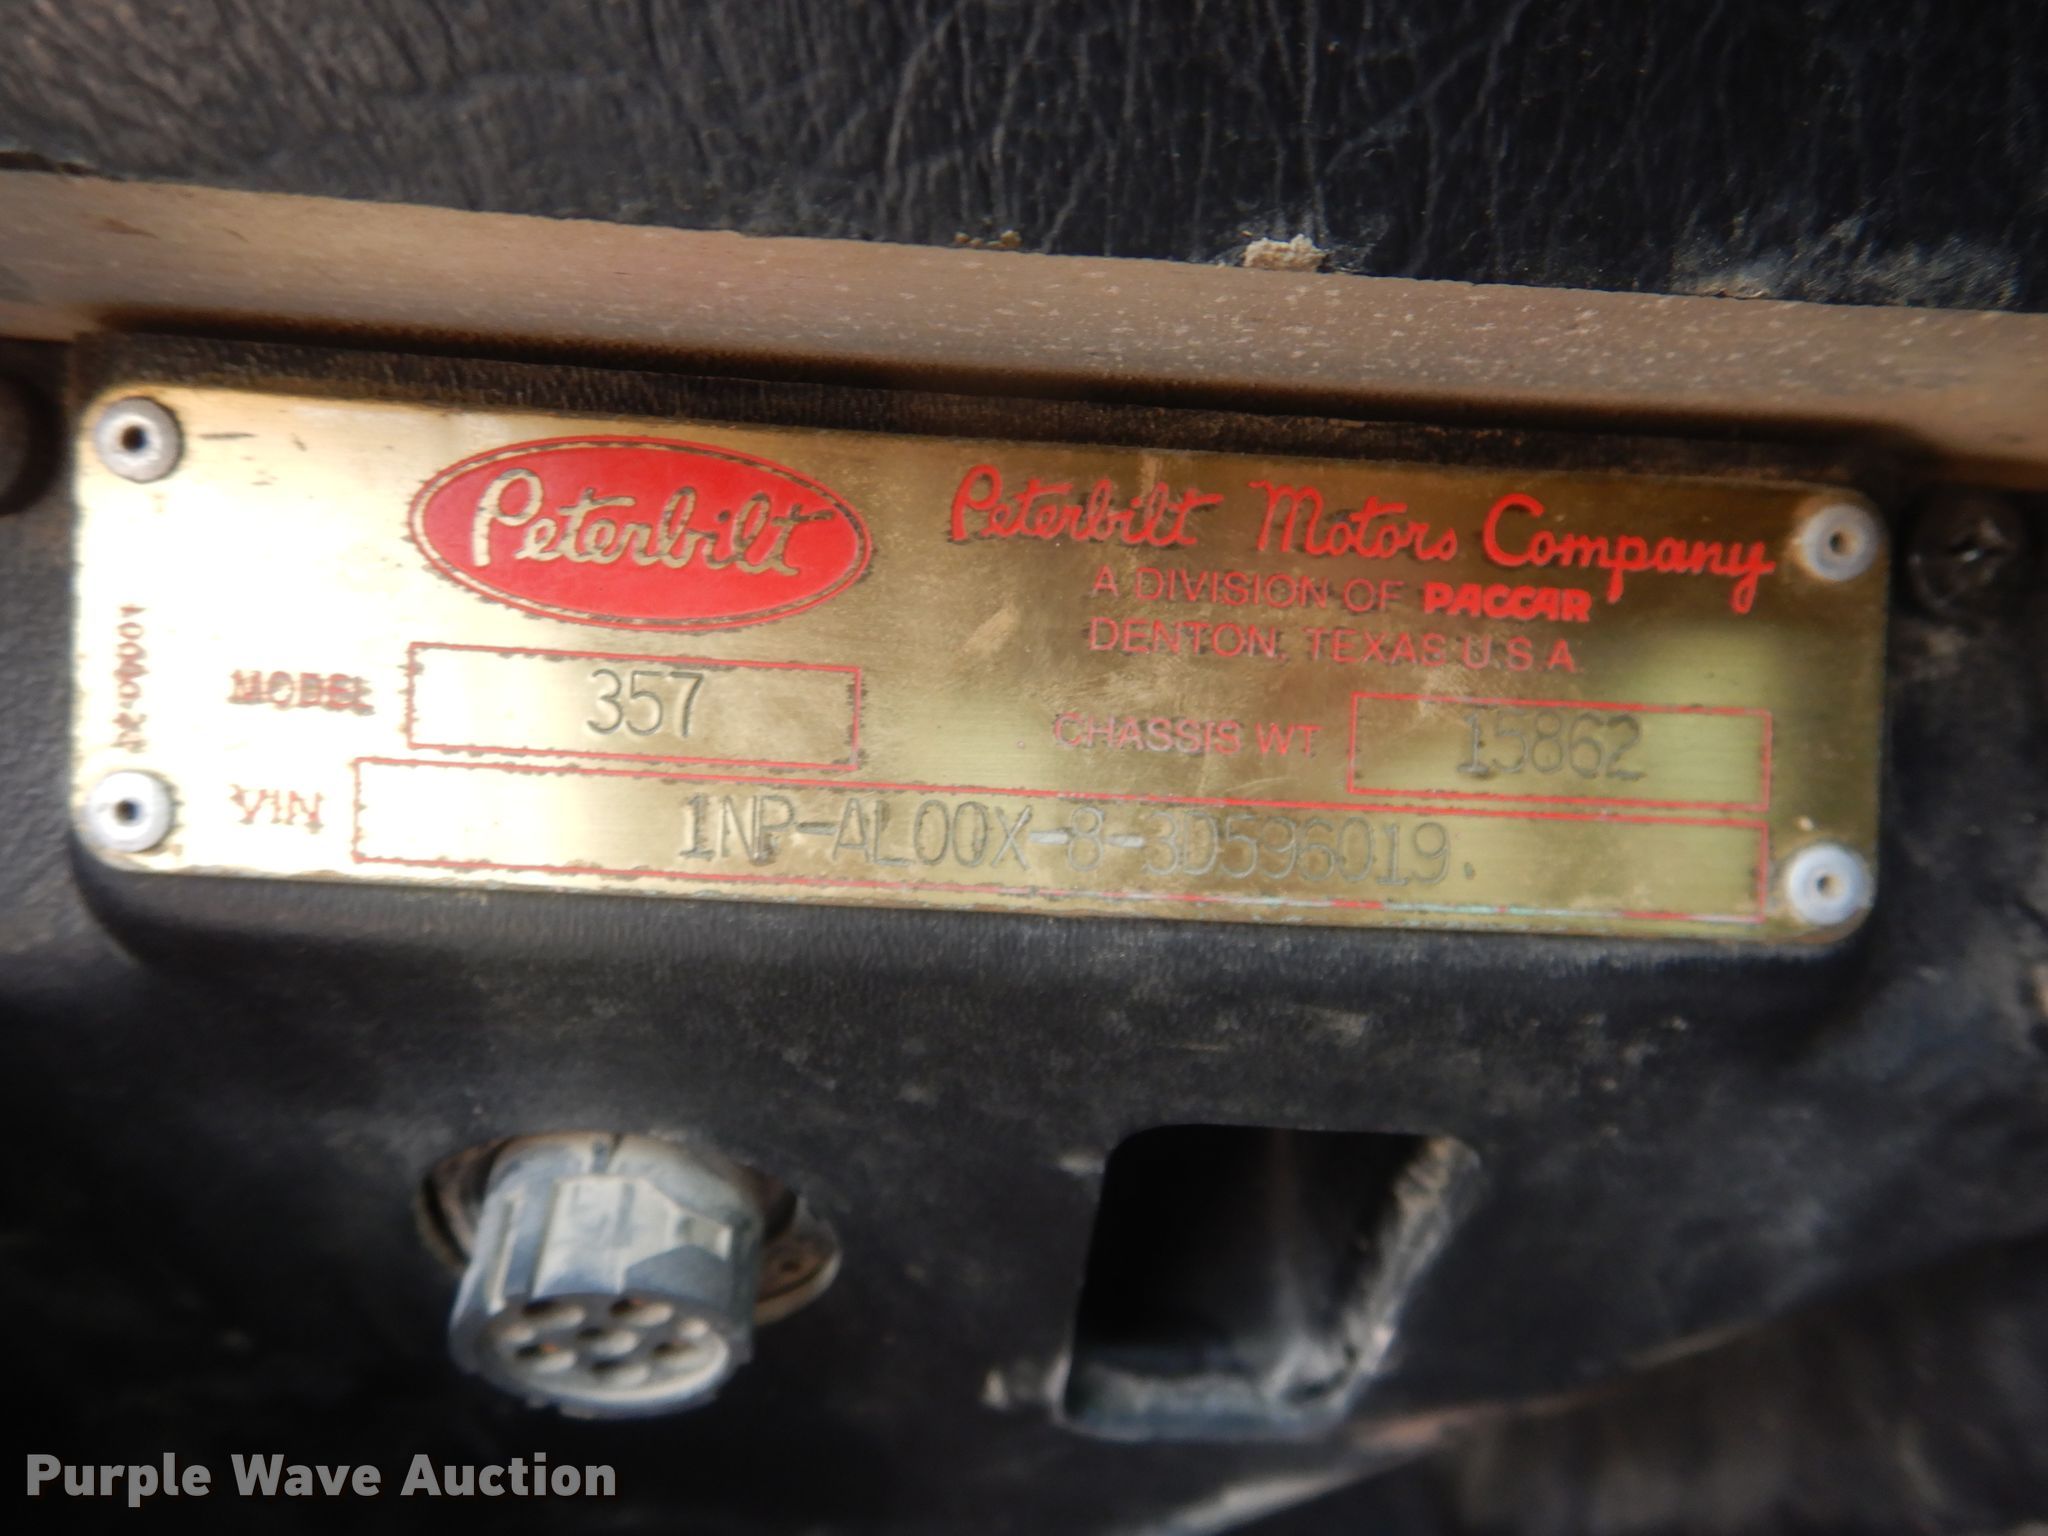 Peterbilt
Peterbilt Motors Company
A DIVISION OF PACCAR
DENTON, TEXAS U.S.A.
MODEL 357
CHASSIS WT. 15862
VIN 1NP-AL00X-8-3D596019.
Purple Wave Auction